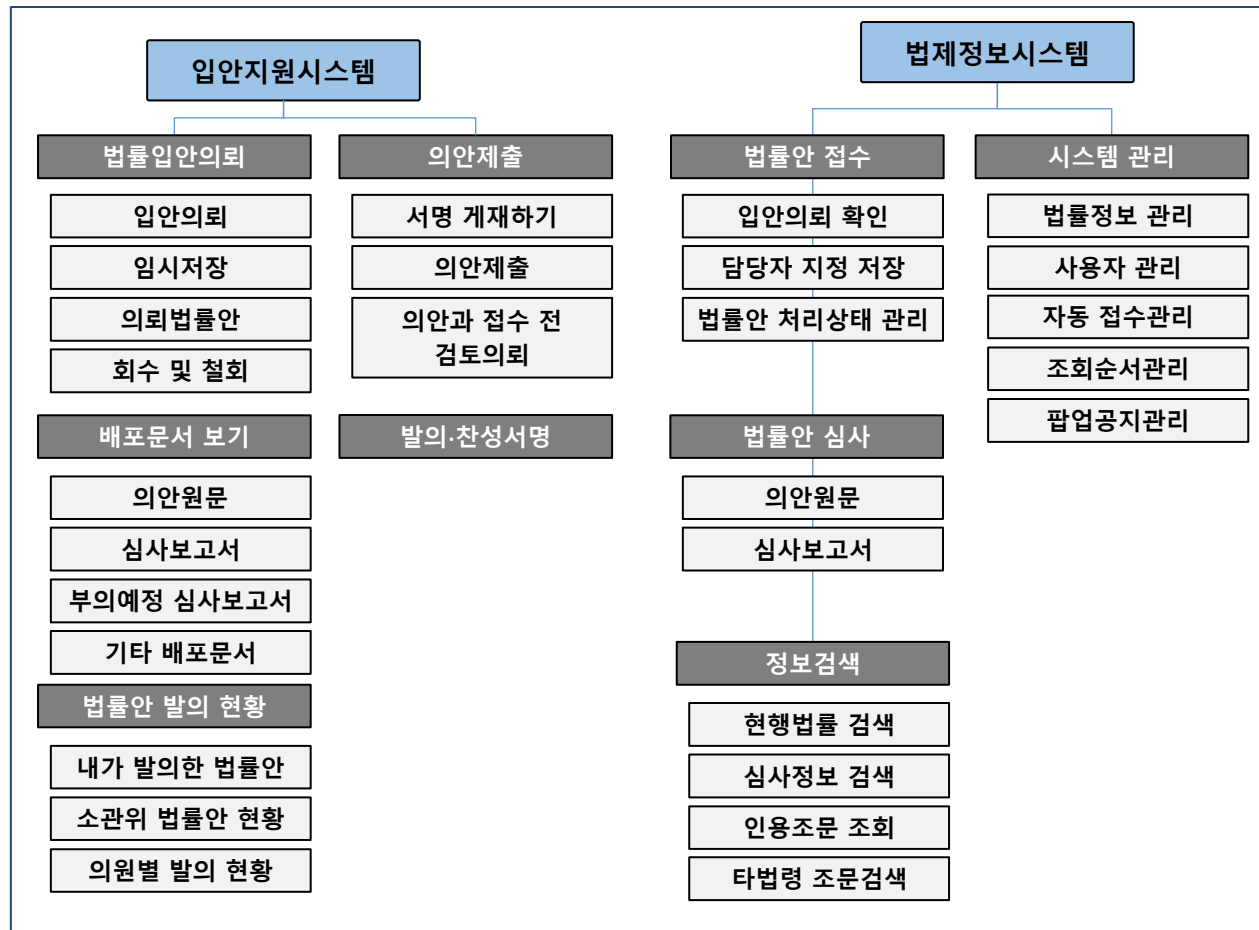 입안지원시스템
법률입안의뢰
입안의뢰
임시저장
의뢰법률안
회수 및 철회
의안제출
서명 게재하기
의안제출
의안과 접수 전
검토의뢰
배포문서 보기
의안원문
심사보고서
부의예정 심사보고서
기타 배포문서
발의·찬성서명
법률안 발의 현황
내가 발의한 법률안
소관위 법률안 현황
의원별 발의 현황
법제정보시스템
법률안 접수
입안의뢰 확인
담당자 지정 저장
법률안 처리상태 관리
법률안 심사
의안원문
심사보고서
정보검색
현행법률 검색
심사정보 검색
인용조문 조회
타법령 조문검색
시스템 관리
법률정보 관리
사용자 관리
자동 접수관리
조회순서관리
팝업공지관리